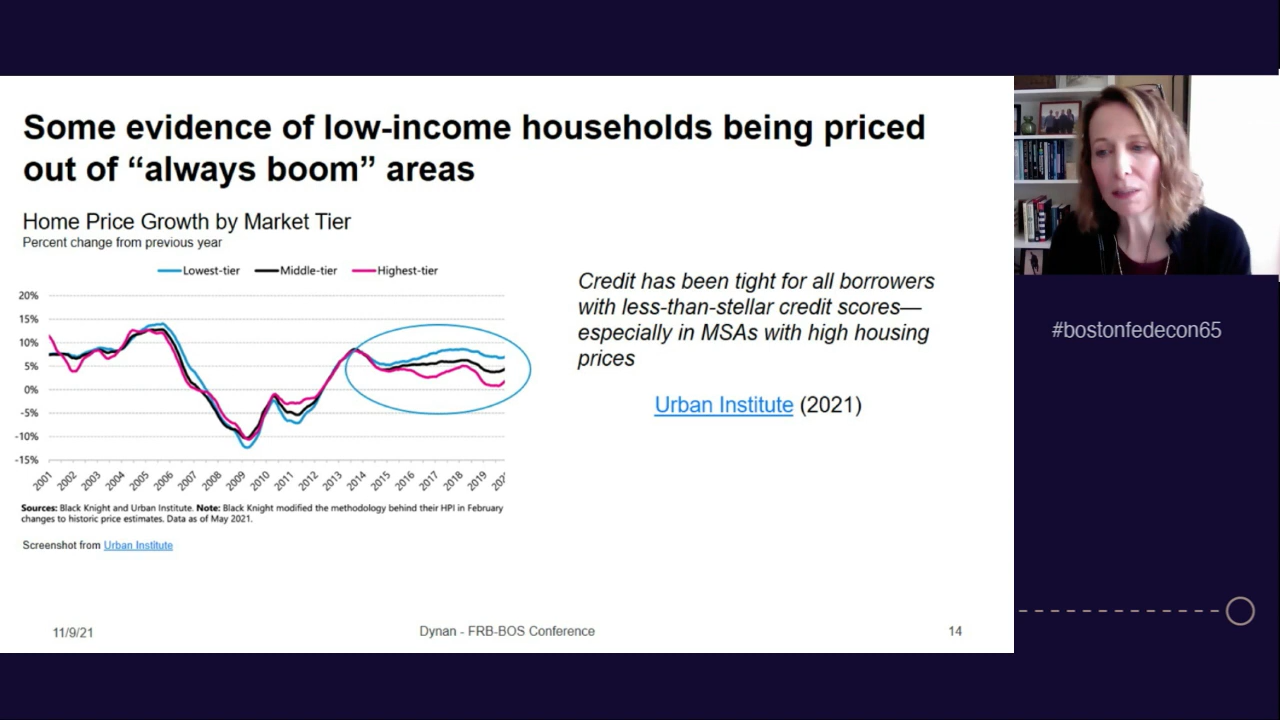 Some evidence of low-income households being priced
out of “always boom” areas
Home Price Growth by Market Tier
Percent change from previous year
Lowest-tier Middle-tier Highest-tier
20%
15%
10%
5%
0%
-5%
-10%
-15%
2001 2002 2003 2004 2005 2006 2007 2008 2009 2010 2011 2012 2013 2014 2015 2016 2017 2018 2019
Sources: Black Knight and Urban Institute. Note: Black Knight modified the methodology behind their HPI in February
changes to historic price estimates. Data as of May 2021.
Screenshot from Urban Institute
Credit has been tight for all borrowers
with less-than-stellar credit scores—
especially in MSAs with high housing
prices
Urban Institute (2021)
#bostonfedecon65
11/9/21
Dynan - FRB-BOS Conference
14